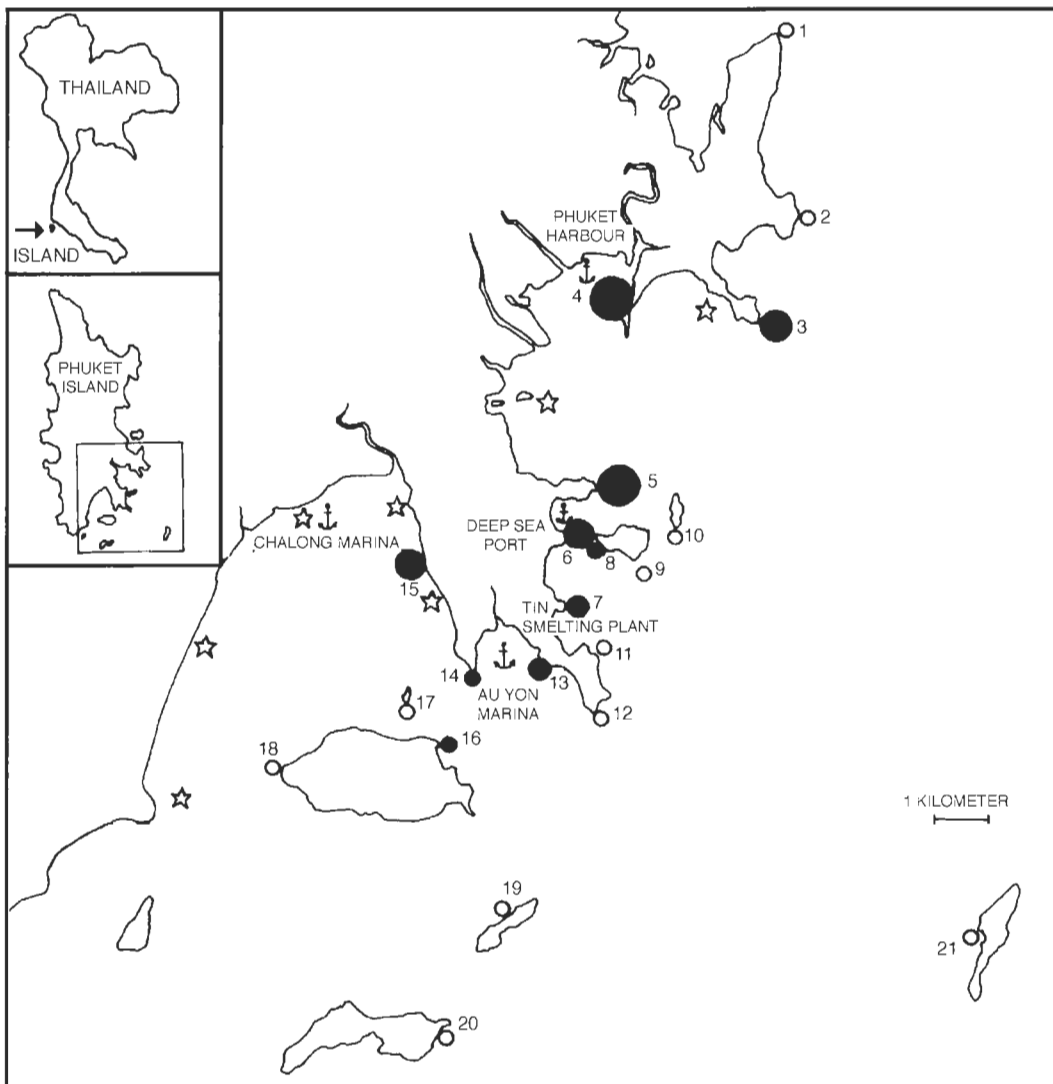 THAILAND
ISLAND
PHUKET
ISLAND
1
2
PHUKET
HARBOUR
4
3
5
DEEP SEA
PORT
10
6
8
9
CHALONG MARINA
15
7
TIN
SMELTING PLANT
11
14
13
AU YON
MARINA
12
17
16
18
1 KILOMETER
19
21
20